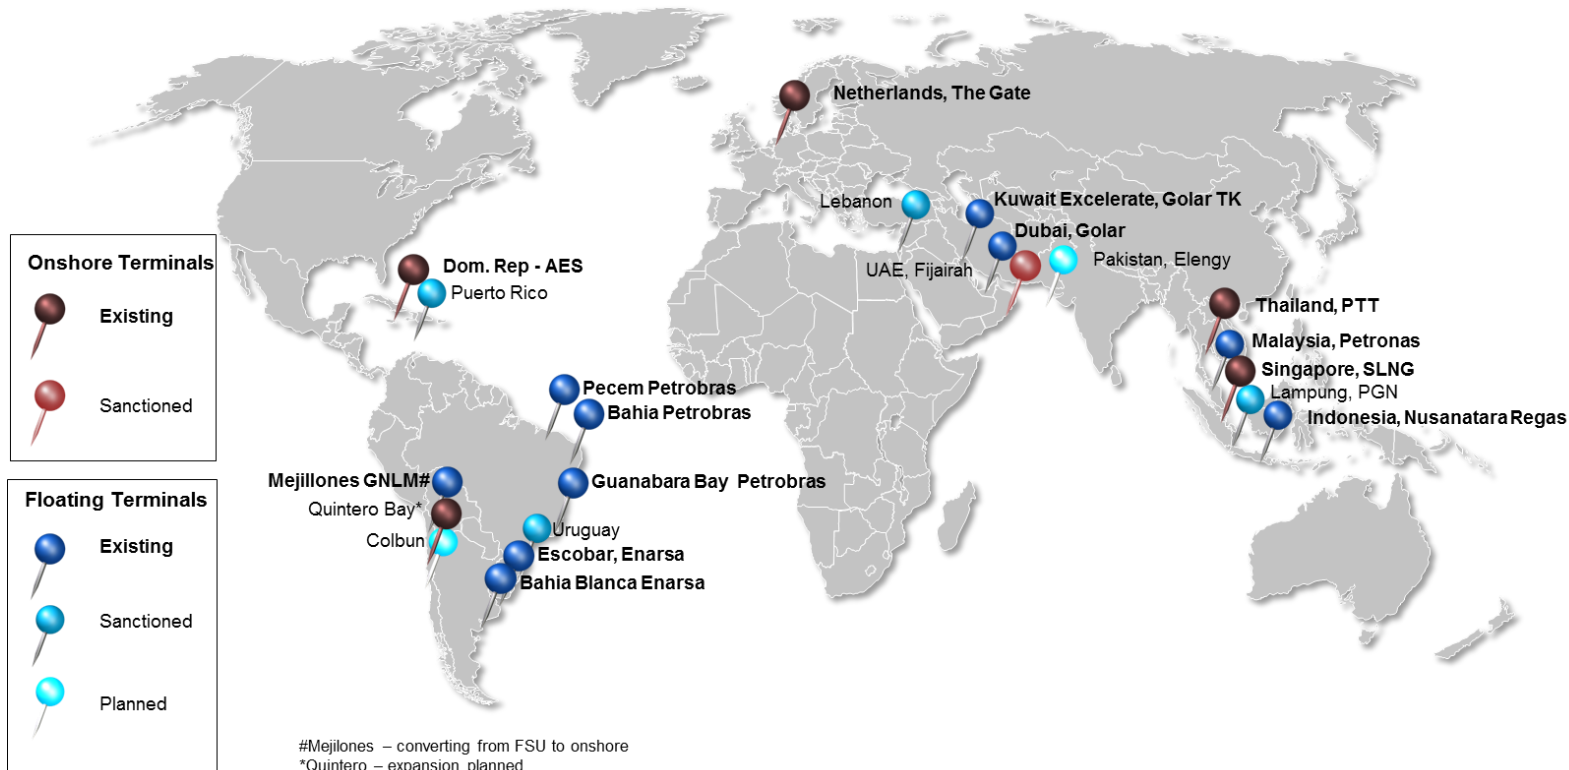 Netherlands, The Gate
Lebanon
Kuwait Excelerate, Golar TK
Dubai, Golar
UAE, Fijairah
Pakistan, Elengy
Onshore Terminals
Existing
Sanctioned
Dom. Rep - AES
Puerto Rico
Thailand, PTT
Malaysia, Petronas
Singapore, SLNG
Lampung, PGN
Indonesia, Nusanatara Regas
Pecem Petrobras
Bahia Petrobras
Mejillones GNLM#
Guanabara Bay Petrobras
Quintero Bay*
Colbun
Uruguay
Escobar, Enarsa
Bahia Blanca Enarsa
Floating Terminals
Existing
Sanctioned
Planned
#Mejilones – converting from FSU to onshore
*Quintero – expansion planned